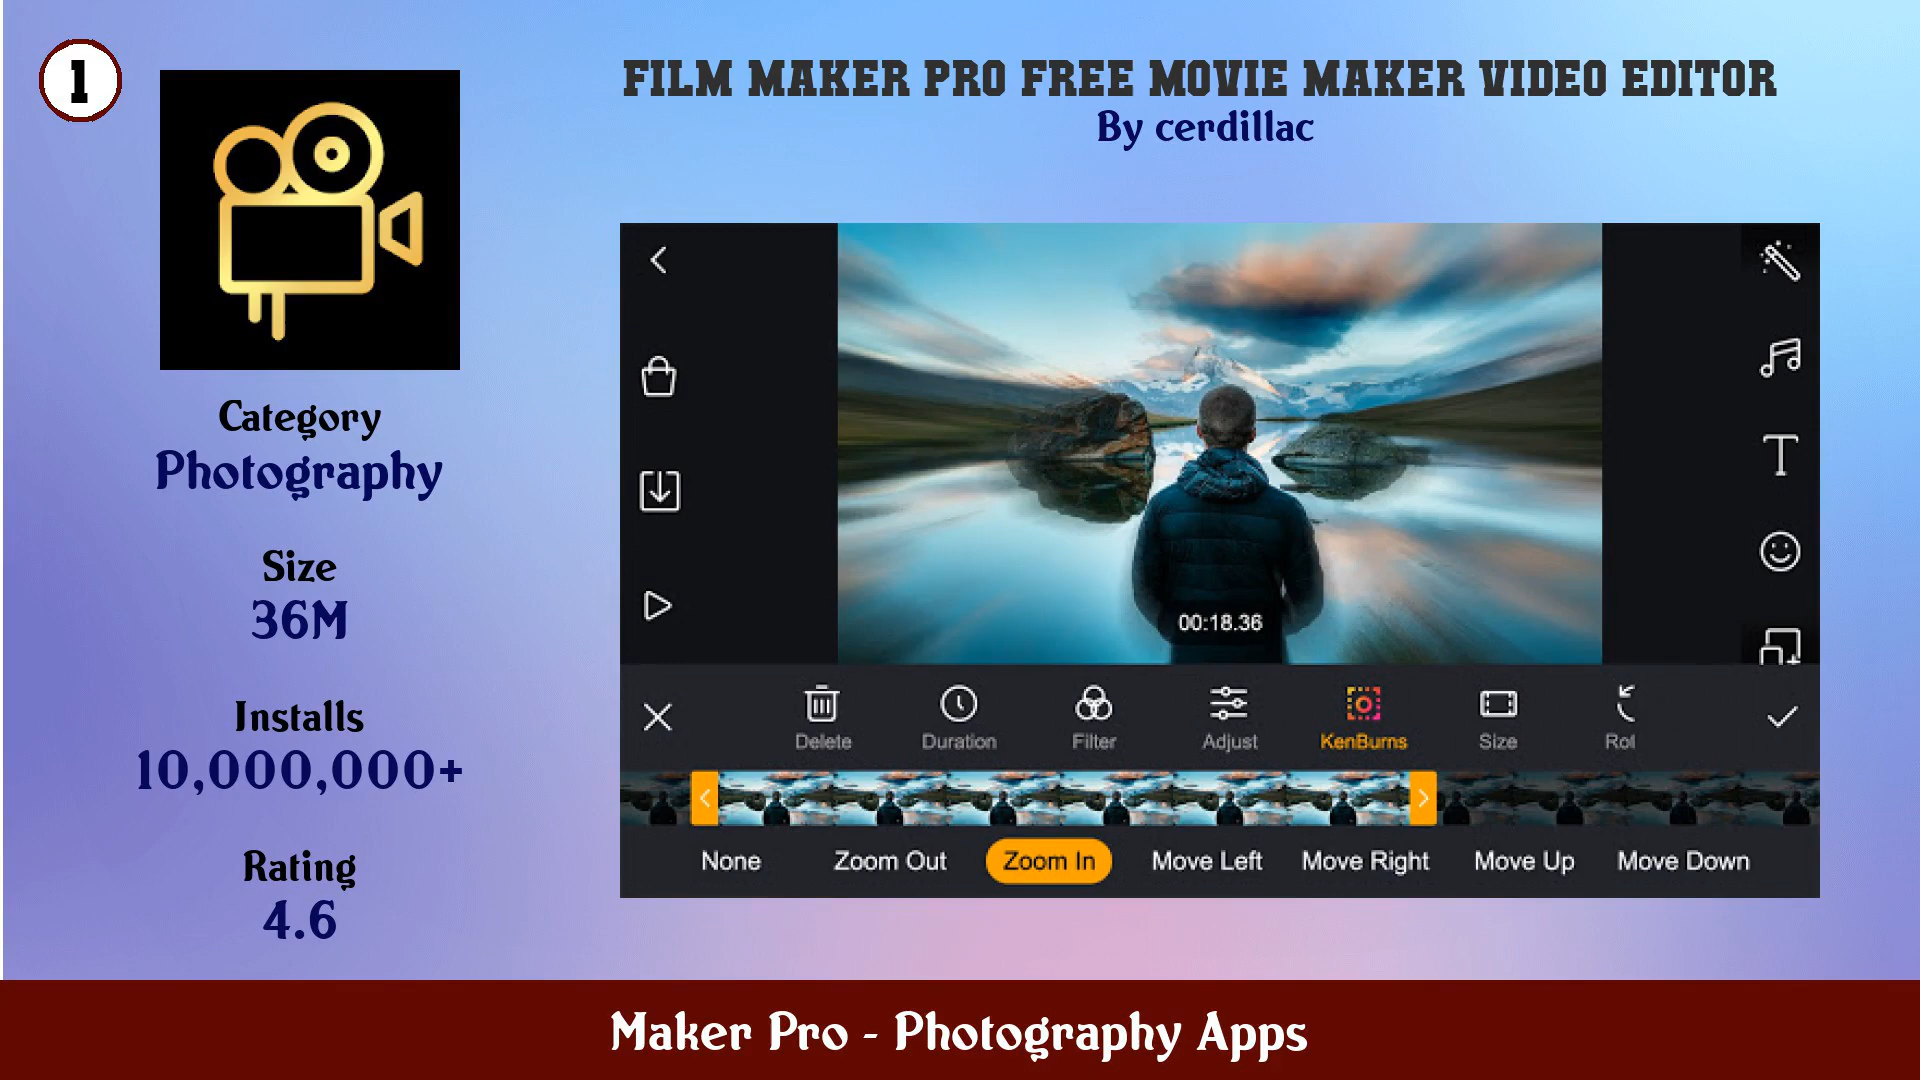 1
FILM MAKER PRO FREE MOVIE MAKER VIDEO EDITOR
By cerdillac
Category
Photography
Size
36M
Installs
10,000,000+
Rating
4.6
00:18.36
Delete Duration Filter Adjust KenBurns Size Rot
None Zoom Out Zoom In Move Left Move Right Move Up Move Down
Maker Pro - Photography Apps